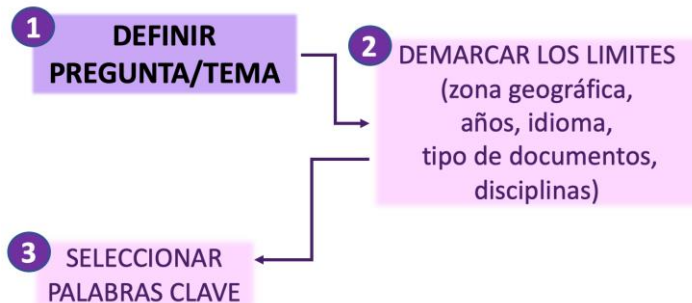 1
DEFINIR
PREGUNTA/TEMA
2
DEMARCAR LOS LIMITES
(zona geográfica,
años, idioma,
tipo de documentos,
disciplinas)
3
SELECCIONAR
PALABRAS CLAVE